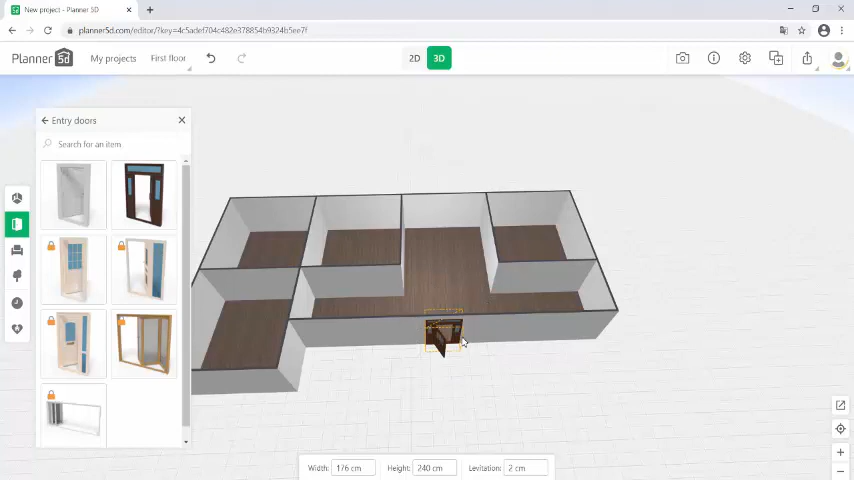 New project - Planner 5D
planner5d.com/editor/?key=4c5adef704c482e378854b9324b5ee7f
Planner 5d
My projects
First floor
2D
3D
Entry doors
Search for an item
Width: 176 cm
Height: 240 cm
Levitation: 2 cm